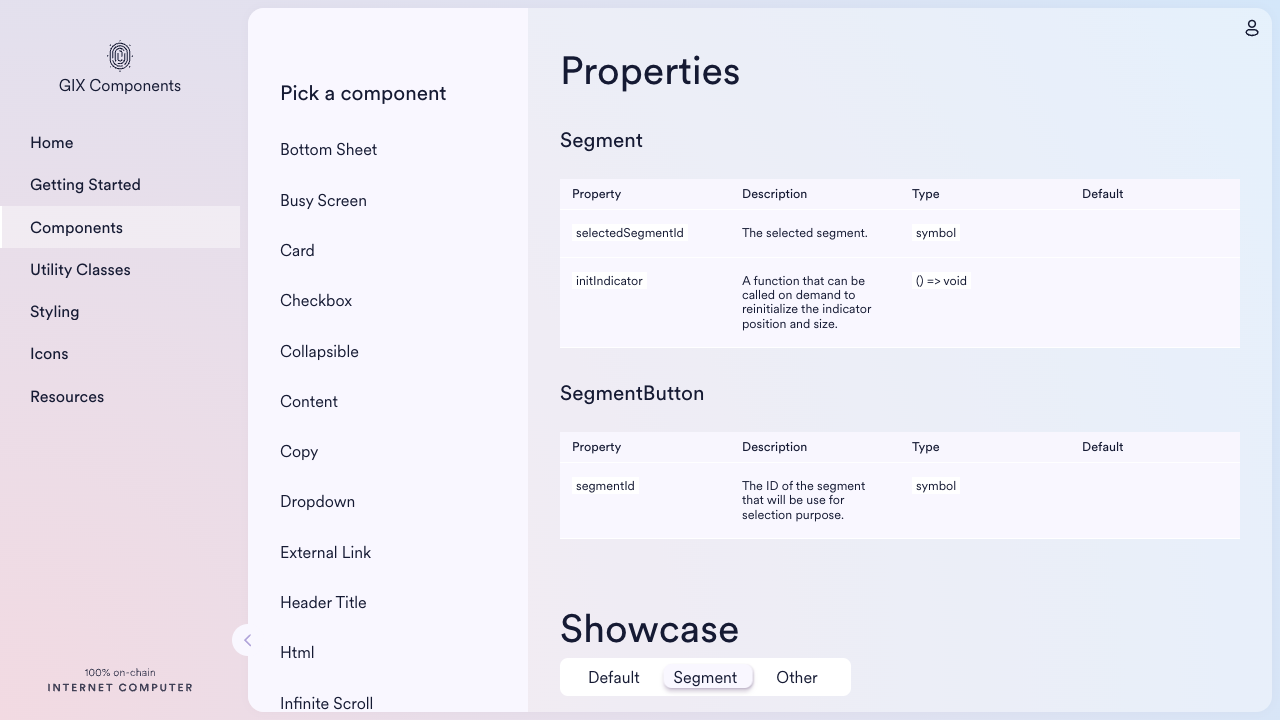 GIX Components
Home
Getting Started
Components
Utility Classes
Styling
Icons
Resources
100% on-chain
INTERNET COMPUTER
Pick a component
Bottom Sheet
Busy Screen
Card
Checkbox
Collapsible
Content
Copy
Dropdown
External Link
Header Title
Html
Infinite Scroll
Properties
Segment
Property Description Type Default
selectedSegmentId The selected segment. symbol
initIndicator A function that can be () => void
called on demand to
reinitialize the indicator
position and size.
SegmentButton
Property Description Type Default
segmentId The ID of the segment symbol
that will be use for
selection purpose.
Showcase
Default Segment Other